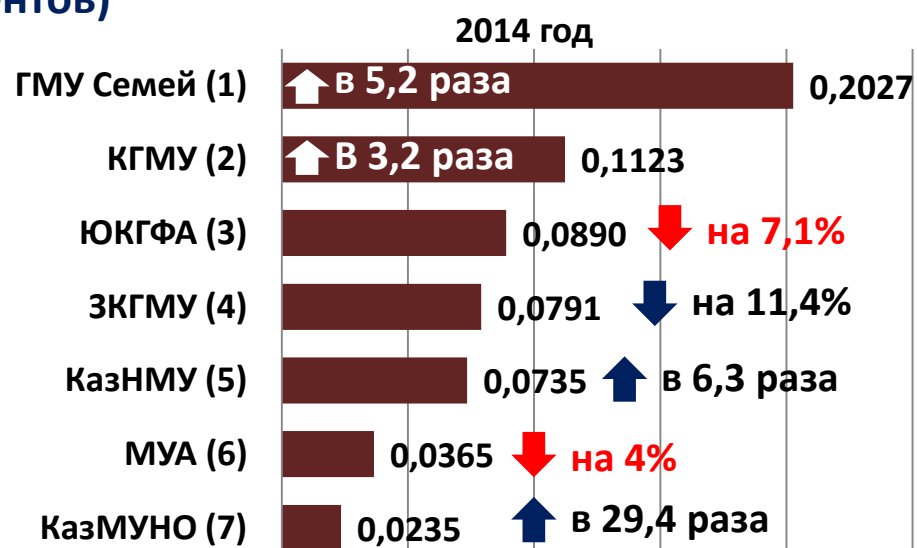 нтов)
2014 год
ГМУ Семей (1) в 5,2 раза 0,2027
КГМУ (2) В 3,2 раза 0,1123
ЮКГФА (3) 0,0890 на 7,1%
ЗКГМУ (4) 0,0791 на 11,4%
КазНМУ (5) 0,0735 в 6,3 раза
МУА (6) 0,0365 на 4%
КазМУНО (7) 0,0235 в 29,4 раза